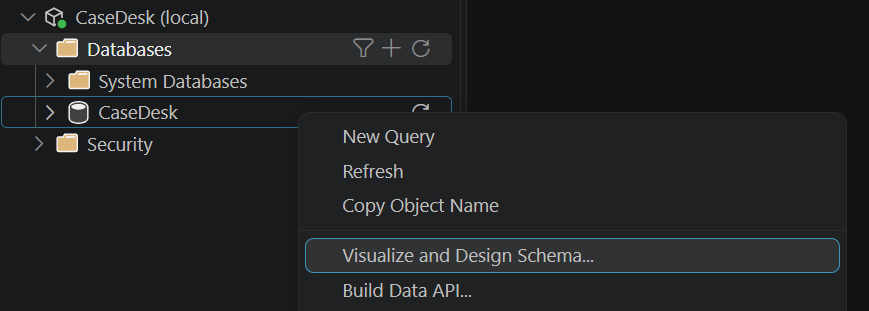 CaseDesk (local)
Databases
System Databases
CaseDesk
Security
New Query
Refresh
Copy Object Name
Visualize and Design Schema...
Build Data API...